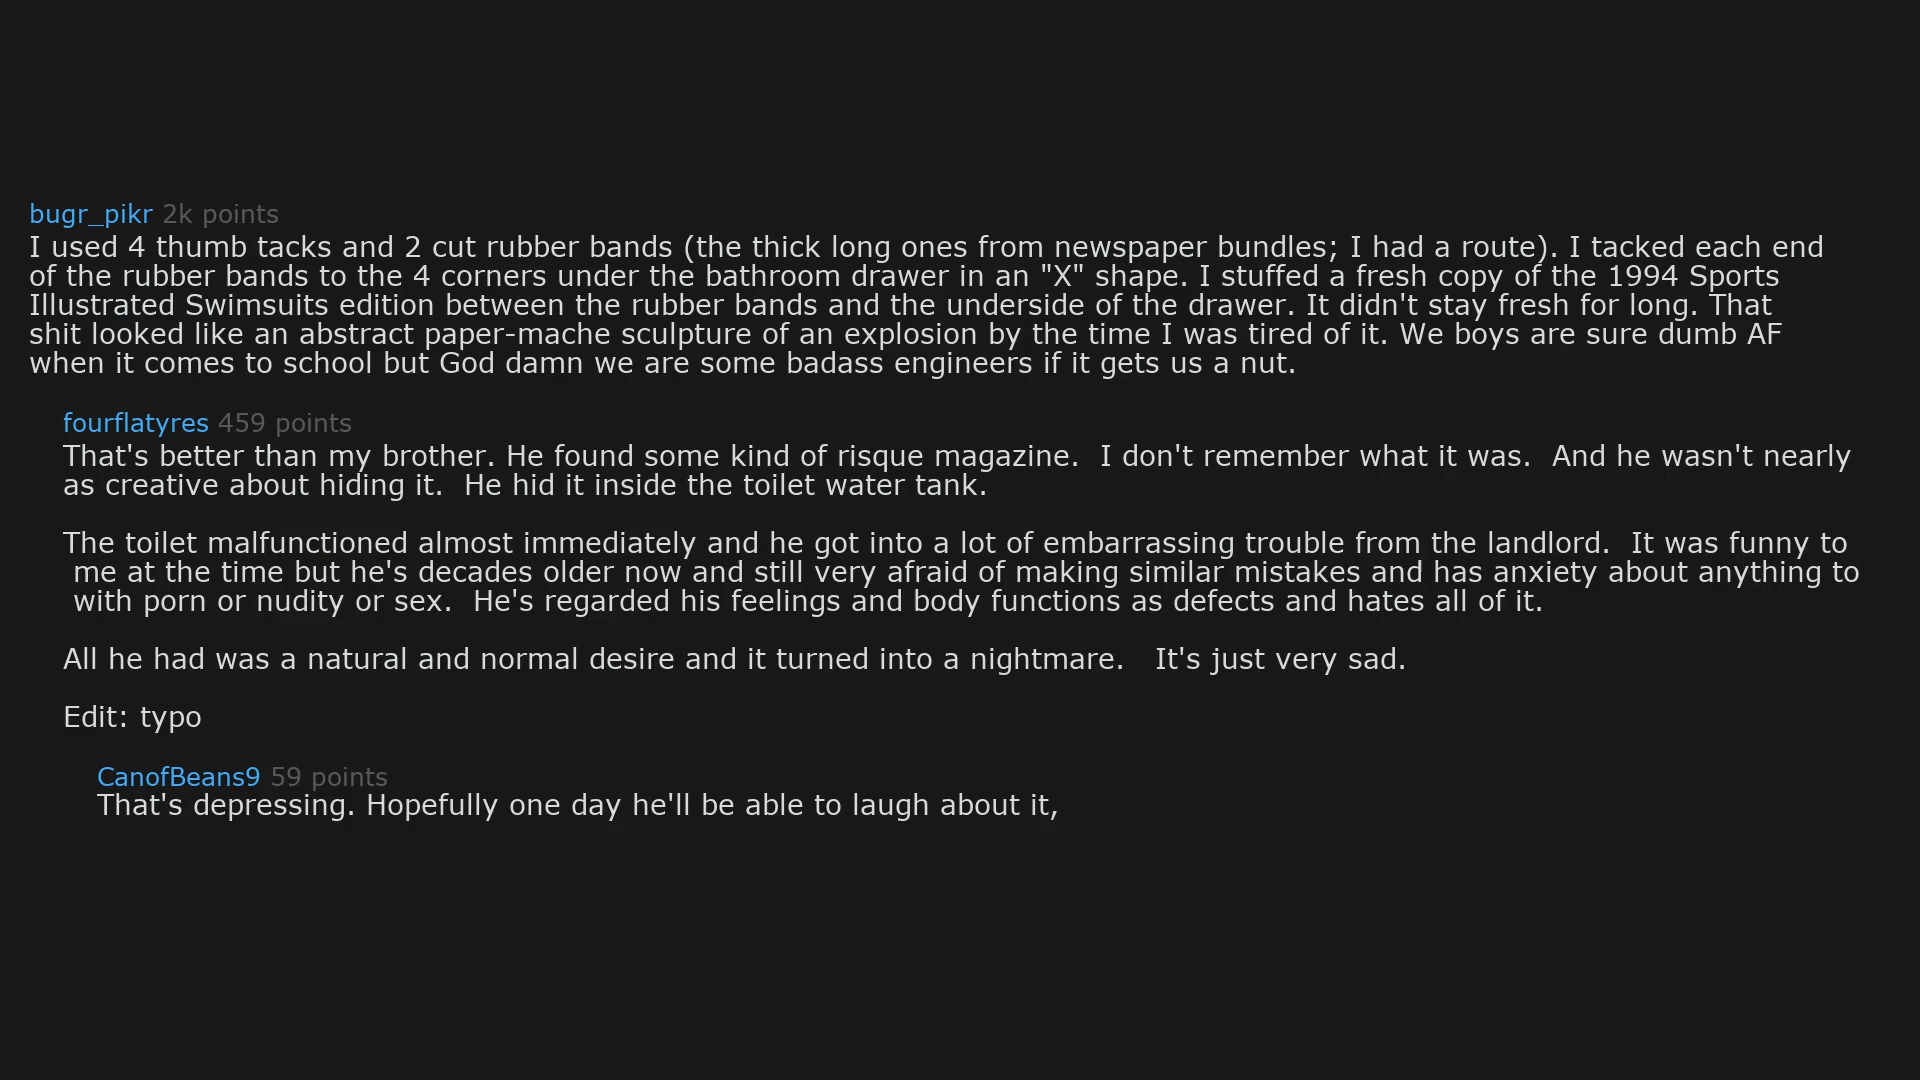 bugr_pikr 2k points
I used 4 thumb tacks and 2 cut rubber bands (the thick long ones from newspaper bundles; I had a route). I tacked each end
of the rubber bands to the 4 corners under the bathroom drawer in an "X" shape. I stuffed a fresh copy of the 1994 Sports
Illustrated Swimsuits edition between the rubber bands and the underside of the drawer. It didn't stay fresh for long. That
shit looked like an abstract paper-mache sculpture of an explosion by the time I was tired of it. We boys are sure dumb AF
when it comes to school but God damn we are some badass engineers if it gets us a nut.
fourflatyres 459 points
That's better than my brother. He found some kind of risque magazine.  I don't remember what it was.  And he wasn't nearly
as creative about hiding it.  He hid it inside the toilet water tank.
The toilet malfunctioned almost immediately and he got into a lot of embarrassing trouble from the landlord.  It was funny to
me at the time but he's decades older now and still very afraid of making similar mistakes and has anxiety about anything to
with porn or nudity or sex.  He's regarded his feelings and body functions as defects and hates all of it.
All he had was a natural and normal desire and it turned into a nightmare.   It's just very sad.
Edit: typo
CanofBeans9 59 points
That's depressing. Hopefully one day he'll be able to laugh about it,